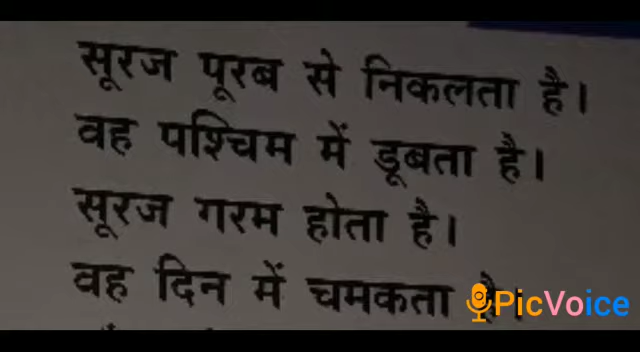 सूरज पूरब से निकलता है।
वह पश्चिम में डूबता है।
सूरज गरम होता है।
वह दिन में चमकता है।
PicVoice